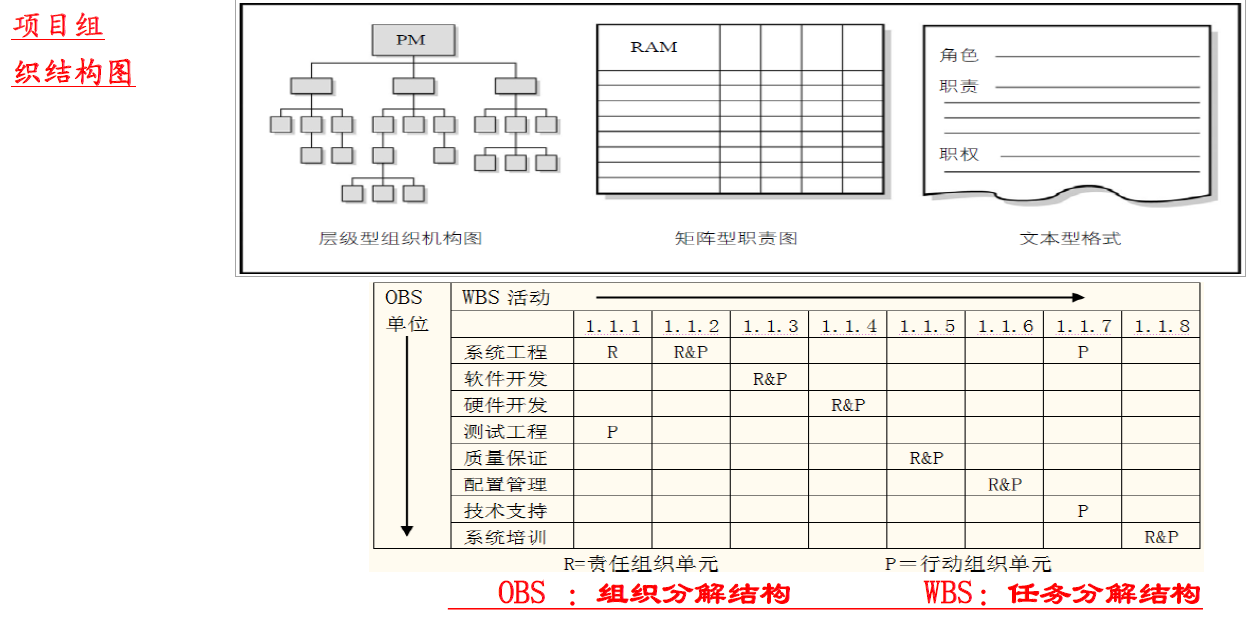 项目组
织结构图
PM
RAM
角色
职责
职权
层级型组织机构图
矩阵型职责图
文本型格式
OBS WBS 活动
单位
1.1.1 1.1.2 1.1.3 1.1.4 1.1.5 1.1.6 1.1.7 1.1.8
系统工程 R R&P P
软件开发 R&P
硬件开发 R&P
测试工程 P
质量保证 R&P
配置管理 R&P
技术支持 P
系统培训 R&P
R=责任组织单元 P＝行动组织单元
OBS ：组织分解结构 WBS：任务分解结构